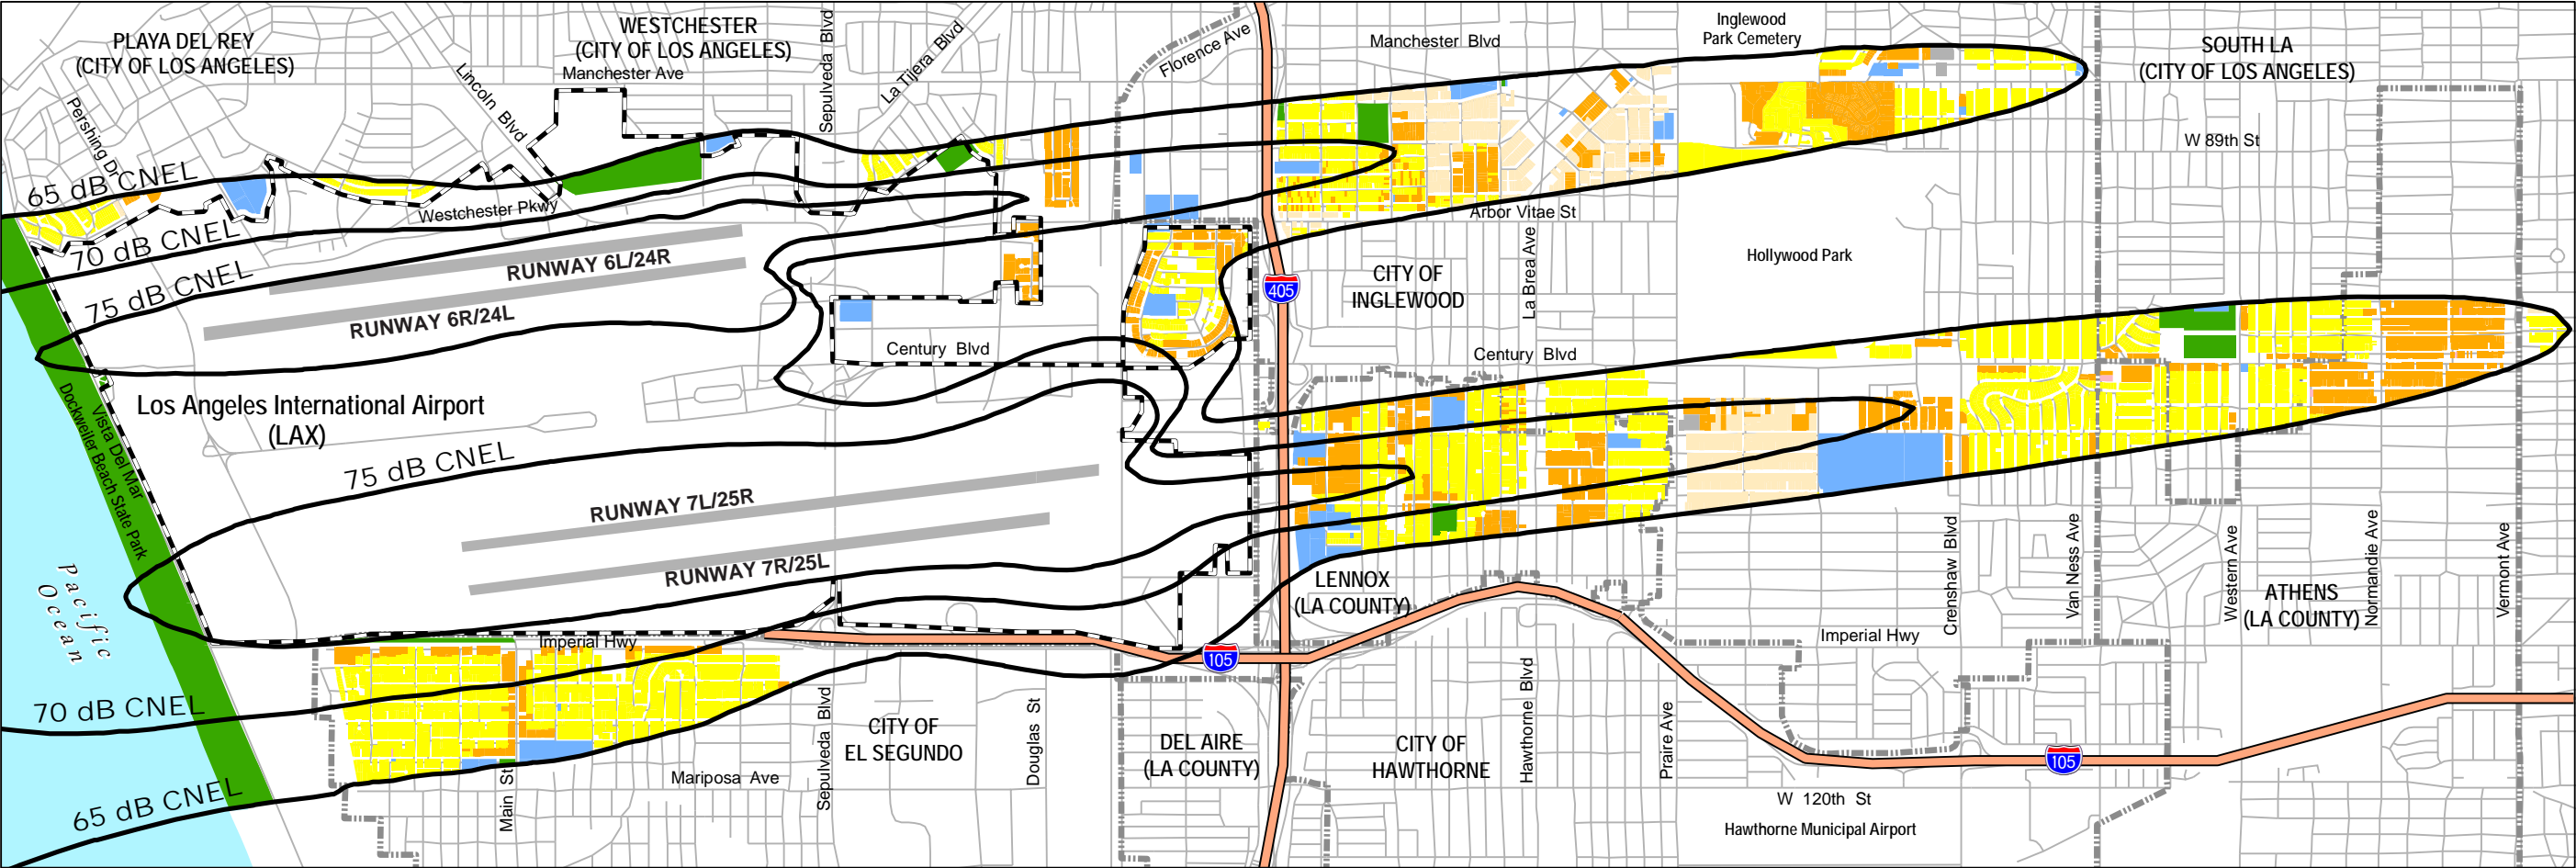 PLAYA DEL REY
(CITY OF LOS ANGELES)
WESTCHESTER
(CITY OF LOS ANGELES)
Manchester Ave
Sepulveda Blvd
La Tijera Blvd
Florence Ave
Manchester Blvd
Inglewood
Park Cemetery
SOUTH LA
(CITY OF LOS ANGELES)
Pershing Dr
Lincoln Blvd
W 89th St
65 dB CNEL
Westchester Pkwy
70 dB CNEL
75 dB CNEL
Arbor Vitae St
La Brea Ave
Hollywood Park
RUNWAY 6L/24R
RUNWAY 6R/24L
405
CITY OF
INGLEWOOD
Century Blvd
Century Blvd
Los Angeles International Airport
(LAX)
Vista Del Mar
Dockweiler Beach State Park
75 dB CNEL
RUNWAY 7L/25R
RUNWAY 7R/25L
Pacific
Ocean
LENNOX
(LA COUNTY)
Crenshaw Blvd
Van Ness Ave
Western Ave
Normandie Ave
Vermont Ave
ATHENS
(LA COUNTY)
Imperial Hwy
105
Imperial Hwy
70 dB CNEL
Sepulveda Blvd
CITY OF
EL SEGUNDO
Douglas St
DEL AIRE
(LA COUNTY)
CITY OF
HAWTHORNE
Hawthorne Blvd
Praire Ave
105
Main St
Mariposa Ave
65 dB CNEL
W 120th St
Hawthorne Municipal Airport